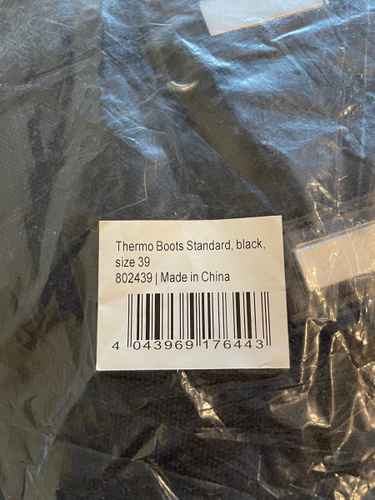 Thermo Boots Standard, black,
size 39
802439 | Made in China
4 043969 176443